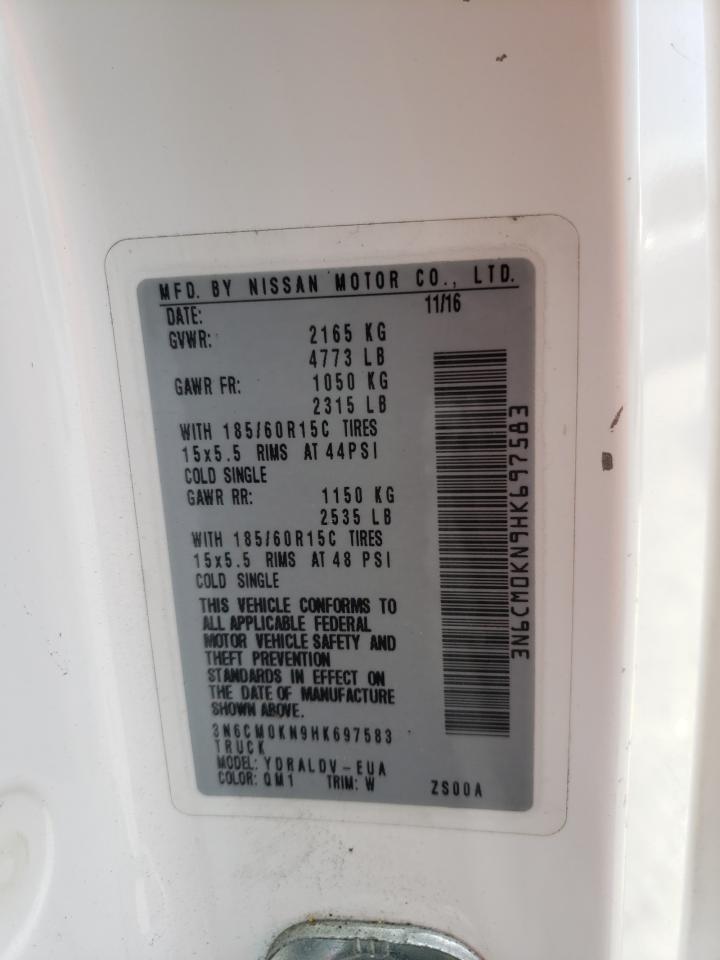 MFD. BY NISSAN MOTOR CO., LTD.
DATE: 11/16
GVWR: 2165 KG
4773 LB
GAWR FR: 1050 KG
2315 LB
WITH 185/60R15C TIRES
15x5.5 RIMS AT 44PSI
COLD SINGLE
GAWR RR: 1150 KG
2535 LB
WITH 185/60R15C TIRES
15x5.5 RIMS AT 48 PSI
COLD SINGLE
THIS VEHICLE CONFORMS TO
ALL APPLICABLE FEDERAL
MOTOR VEHICLE SAFETY AND
THEFT PREVENTION
STANDARDS IN EFFECT ON
THE DATE OF MANUFACTURE
SHOWN ABOVE.
3N6CM0KN9HK697583
TRUCK
MODEL: YDRALDV-EUA
COLOR: QM1 TRIM: W ZS00A
3N6CM0KN9HK697583